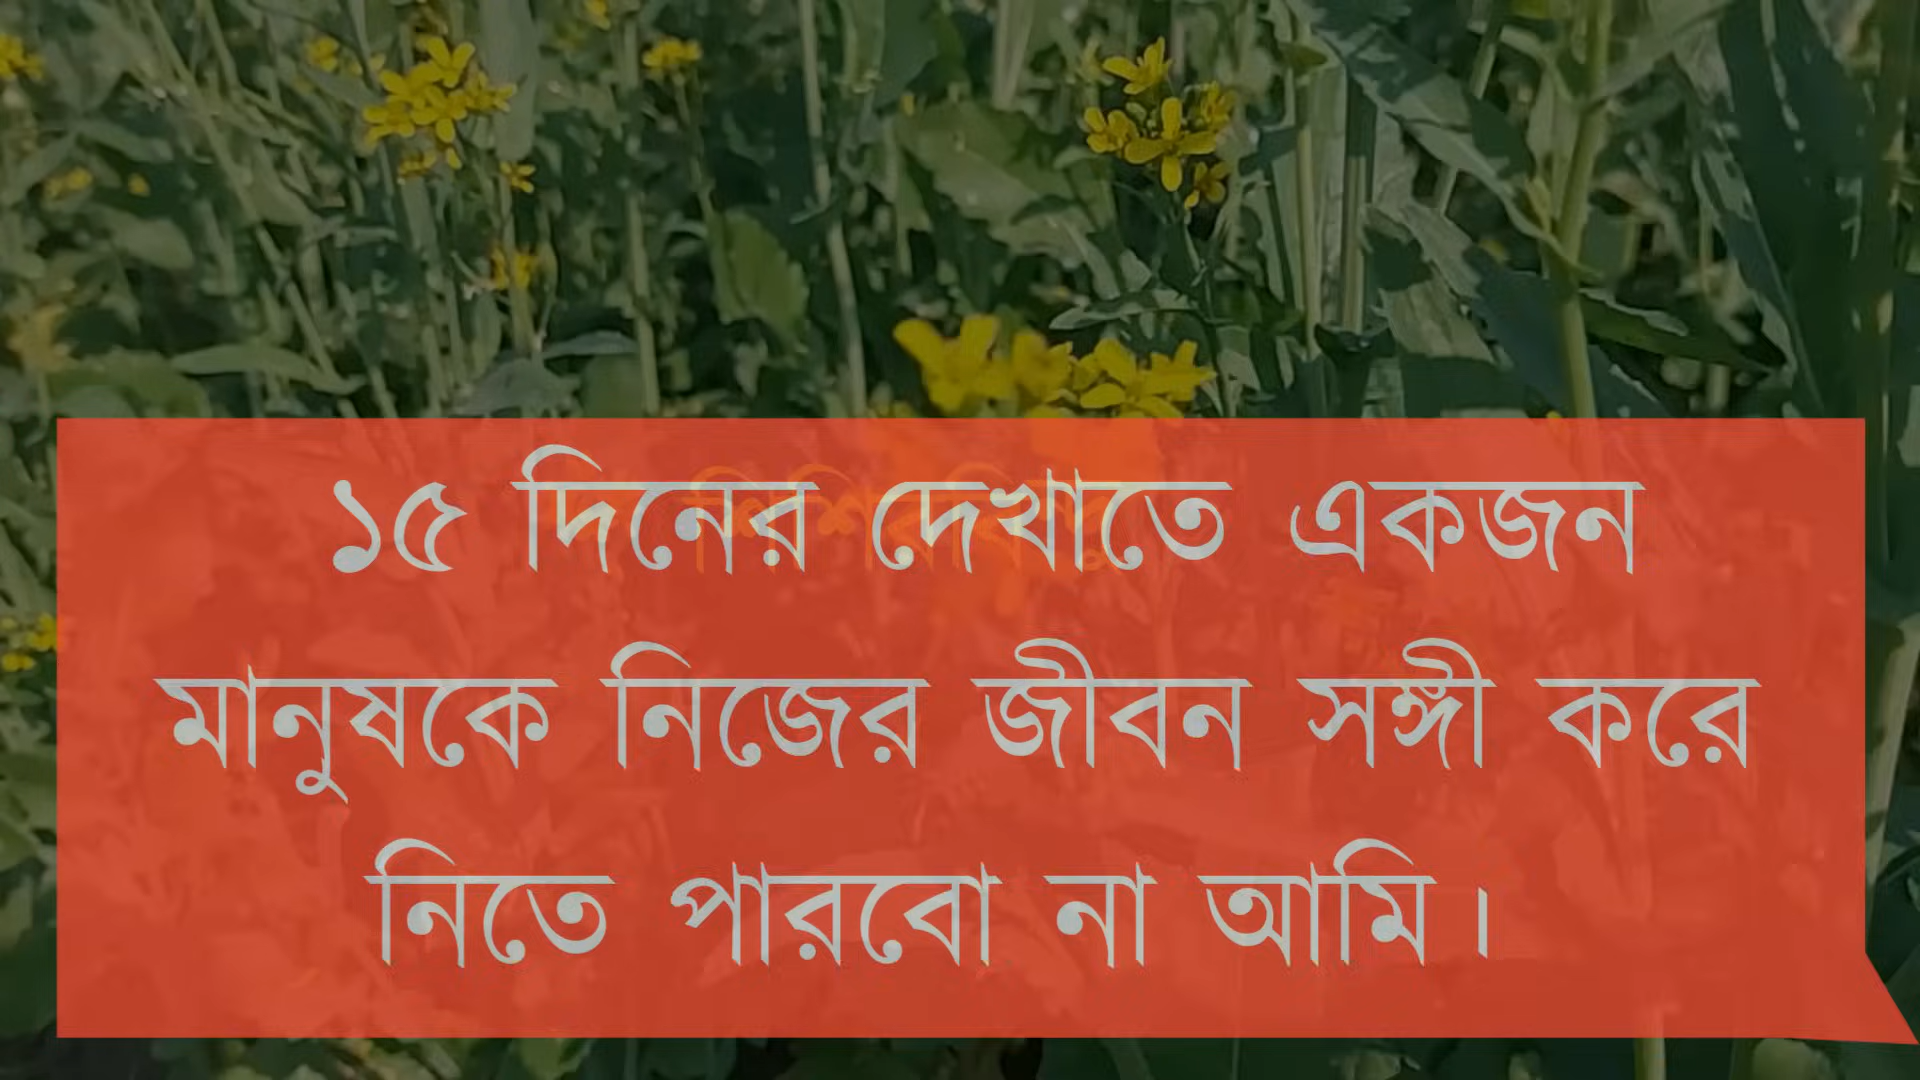 ১৫ দিনের দেখাতে একজন
মানুষকে নিজের জীবন সঙ্গী করে
নিতে পারবো না আমি।